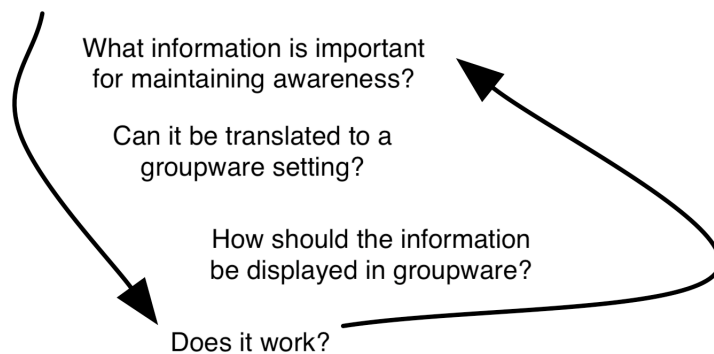 What information is important
for maintaining awareness?
Can it be translated to a
groupware setting?
How should the information
be displayed in groupware?
Does it work?